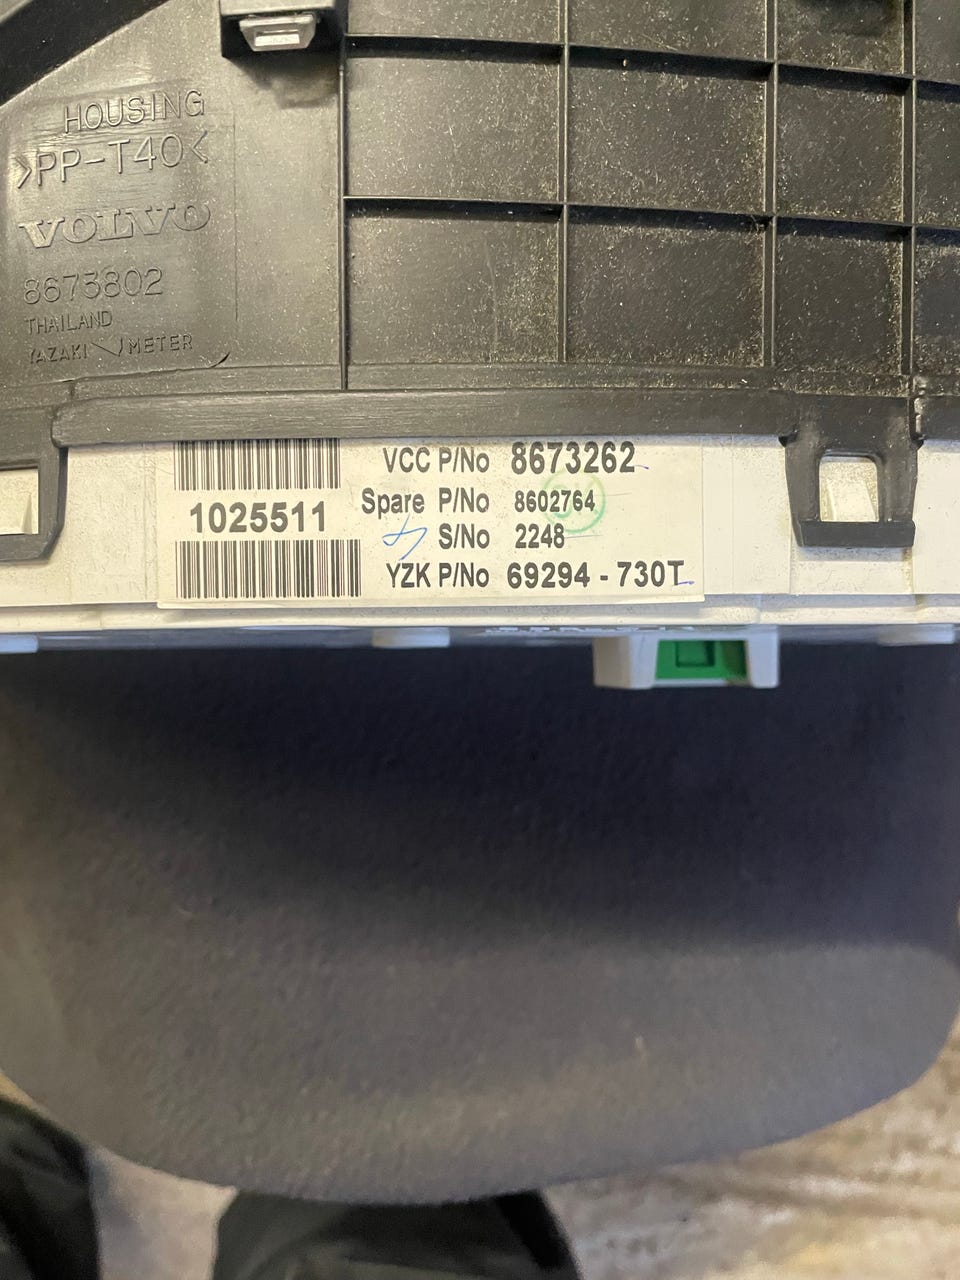 HOUSING
>PP-T40<
VOLVO
8673802
THAILAND
YAZAKI METER
VCC P/No 8673262
1025511
Spare P/No 8602764
S/No 2248
YZK P/No 69294 - 730T